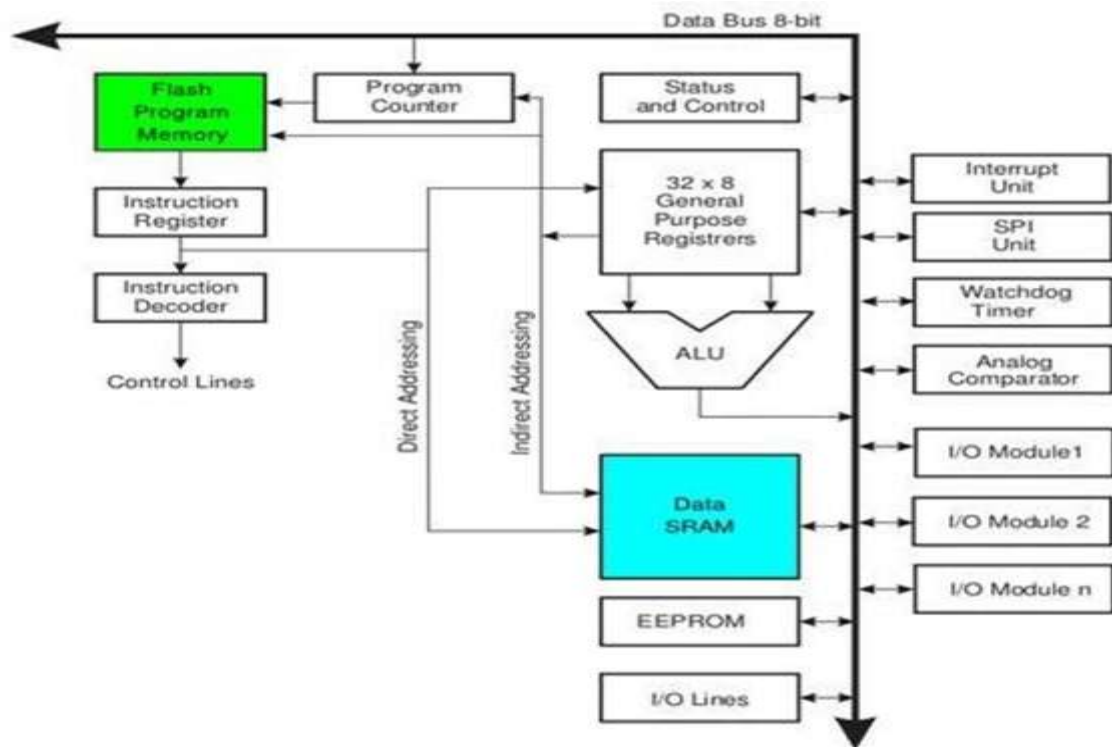 Data Bus 8-bit
Flash
Program
Memory
Program
Counter
Status
and Control
Instruction
Register
32 x 8
General
Purpose
Registrers
Interrupt
Unit
SPI
Unit
Instruction
Decoder
Watchdog
Timer
Control Lines
Direct Addressing
Indirect Addressing
ALU
Analog
Comparator
I/O Module1
Data
SRAM
I/O Module 2
I/O Module n
EEPROM
I/O Lines